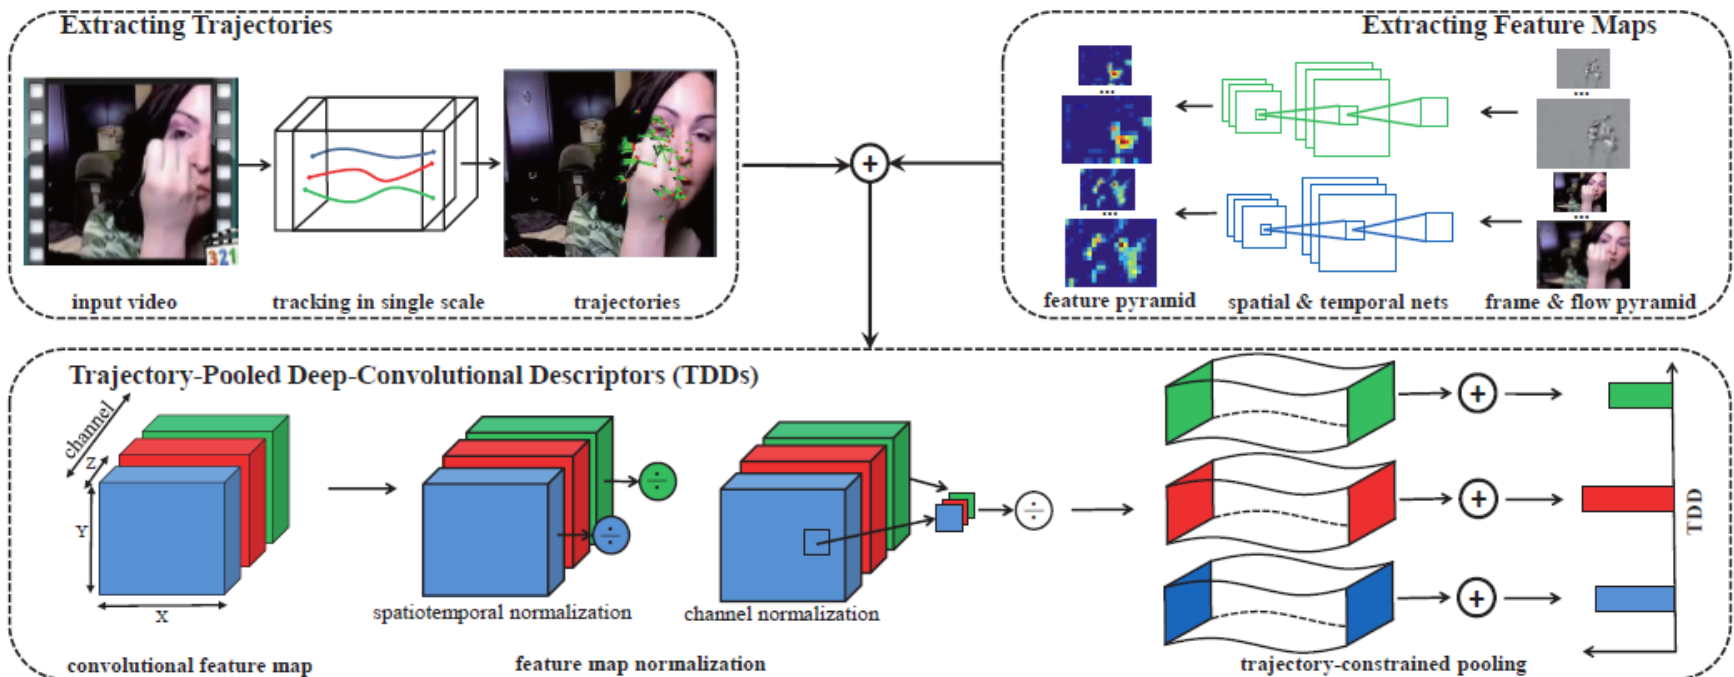 Extracting Trajectories
321
input video
tracking in single scale
trajectories
+
Extracting Feature Maps
...
...
...
...
feature pyramid
spatial & temporal nets
frame & flow pyramid
Trajectory-Pooled Deep-Convolutional Descriptors (TDDs)
channel
Z
Y
X
convolutional feature map
÷
÷
spatiotemporal normalization
÷
channel normalization
feature map normalization
+
+
+
trajectory-constrained pooling
TDD